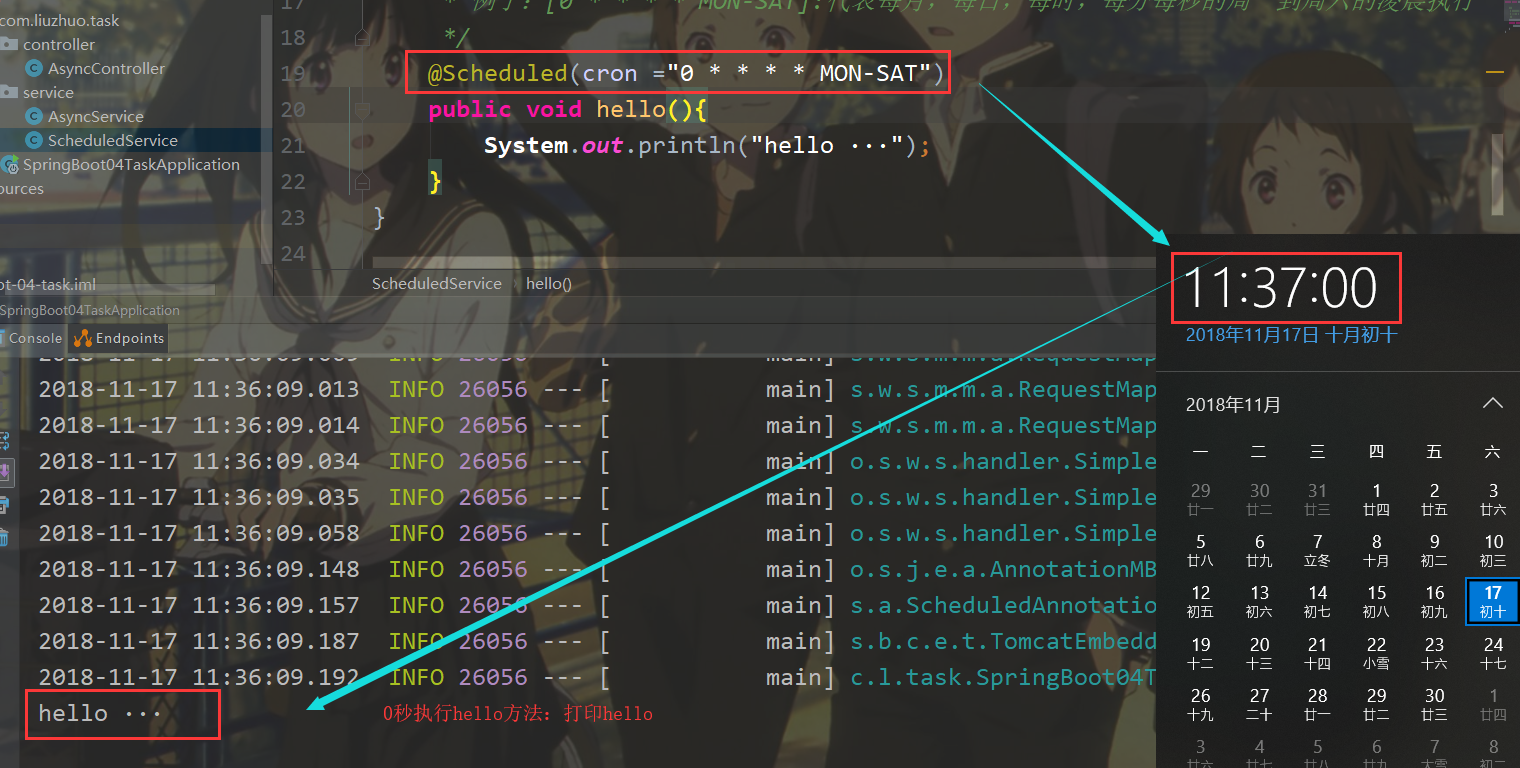 com.liuzhuo.task
controller
AsyncController
service
AsyncService
ScheduledService
SpringBoot04TaskApplication
ources
ot-04-task.iml
17
* 例子：[0 * * * * MON-SAT]:代表每月，每日，每时，每分每秒的周一到周六的凌晨执行
18 */
19 @Scheduled(cron ="0 * * * * MON-SAT")
20 public void hello(){
21 System.out.println("hello ···");
22 }
23 }
24
ScheduledService hello()
SpringBoot04TaskApplication
Console Endpoints
2018-11-17 11:36:09.013 INFO 26056 --- [ main] s.w.s.m.m.a.RequestMap
2018-11-17 11:36:09.014 INFO 26056 --- [ main] s.w.s.m.m.a.RequestMap
2018-11-17 11:36:09.034 INFO 26056 --- [ main] o.s.w.s.handler.Simple
2018-11-17 11:36:09.035 INFO 26056 --- [ main] o.s.w.s.handler.Simple
2018-11-17 11:36:09.058 INFO 26056 --- [ main] o.s.w.s.handler.Simple
2018-11-17 11:36:09.148 INFO 26056 --- [ main] o.s.j.e.a.AnnotationMB
2018-11-17 11:36:09.157 INFO 26056 --- [ main] s.a.ScheduledAnnotatio
2018-11-17 11:36:09.187 INFO 26056 --- [ main] s.b.c.e.t.TomcatEmbedd
2018-11-17 11:36:09.192 INFO 26056 --- [ main] c.l.task.SpringBoot04T
hello ···
0秒执行hello方法：打印hello
11:37:00
2018年11月17日 十月初十
2018年11月
一 二 三 四 五 六
29 30 31 1 2 3
廿一 廿二 廿三 廿四 廿五 廿六
5 6 7 8 9 10
廿八 廿九 立冬 十月 初二 初三
12 13 14 15 16 17
初五 初六 初七 初八 初九 初十
19 20 21 22 23 24
十二 十三 十四 小雪 十六 十七
26 27 28 29 30 1
十九 二十 廿一 廿二 廿三 廿四
3 4 5 6 7 8